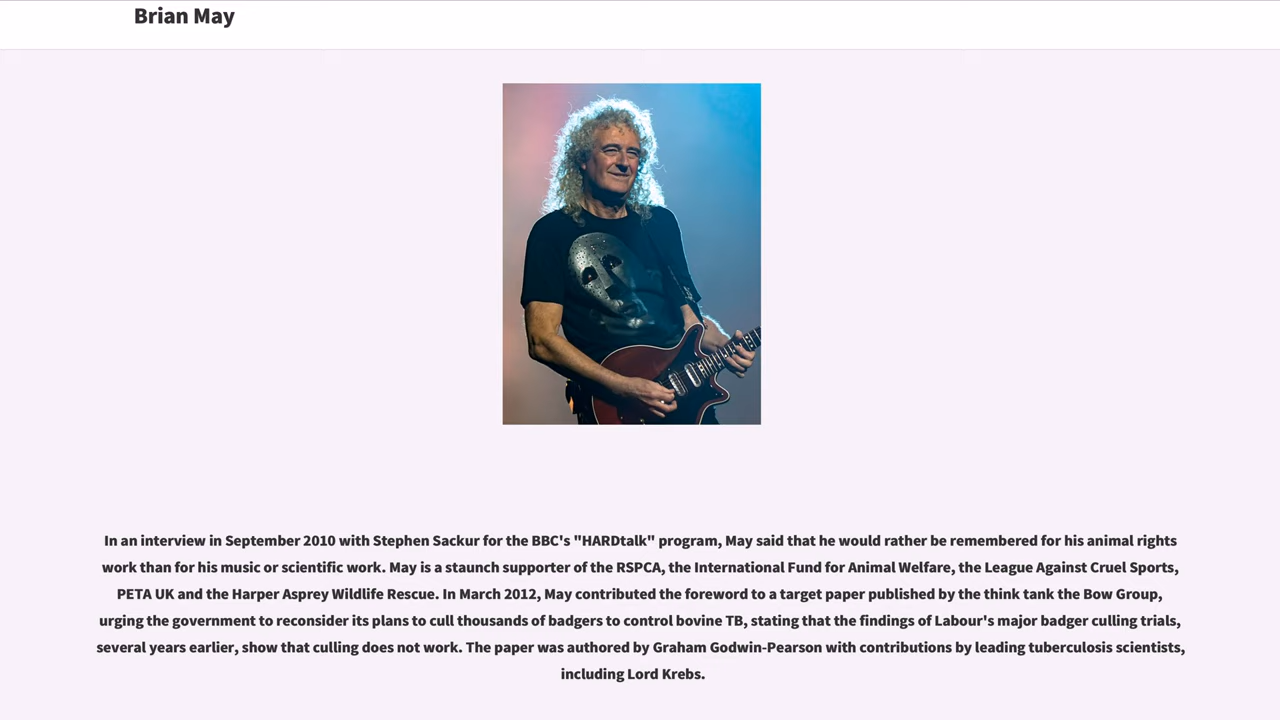 Brian May
In an interview in September 2010 with Stephen Sackur for the BBC's "HARDtalk" program, May said that he would rather be remembered for his animal rights
work than for his music or scientific work. May is a staunch supporter of the RSPCA, the International Fund for Animal Welfare, the League Against Cruel Sports,
PETA UK and the Harper Asprey Wildlife Rescue. In March 2012, May contributed the foreword to a target paper published by the think tank the Bow Group,
urging the government to reconsider its plans to cull thousands of badgers to control bovine TB, stating that the findings of Labour's major badger culling trials,
several years earlier, show that culling does not work. The paper was authored by Graham Godwin-Pearson with contributions by leading tuberculosis scientists,
including Lord Krebs.